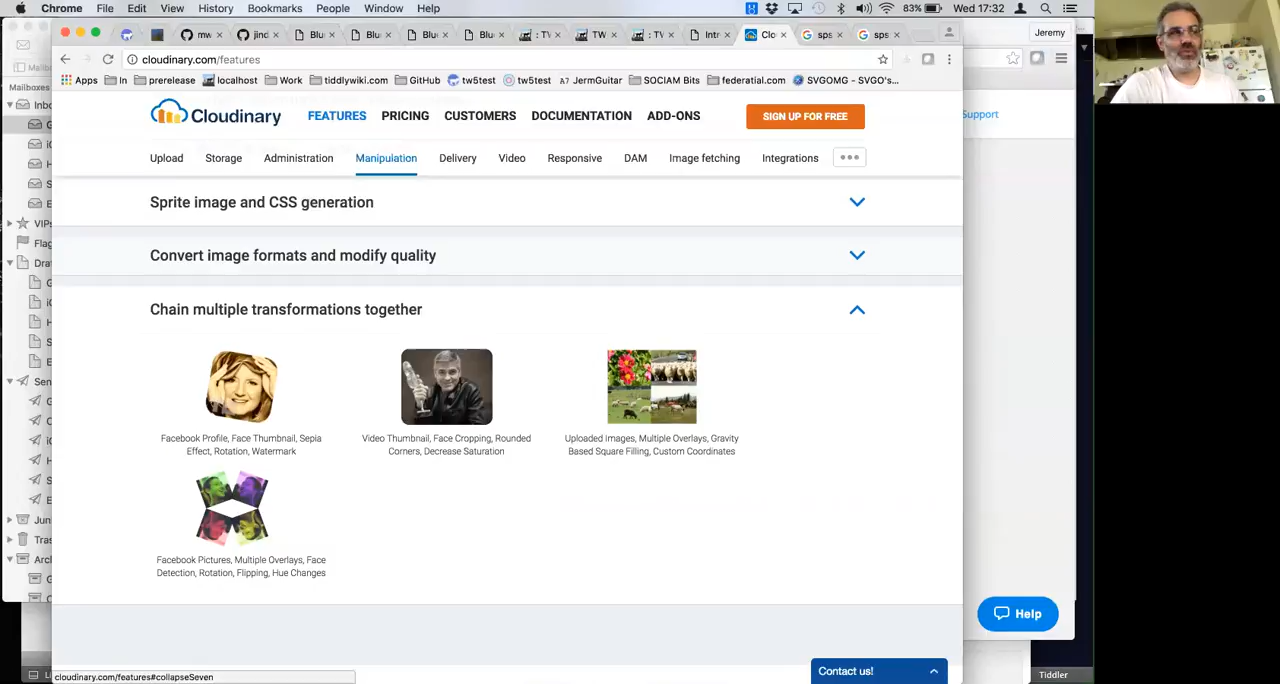 Chrome File Edit View History Bookmarks People Window Help
83% Wed 17:32
Jeremy
cloudinary.com/features
Apps In prerelease localhost Work tiddlywiki.com GitHub tw5test tw5test JermGuitar SOCIAM Bits federatial.com SVGOMG – SVGO's...
Cloudinary
FEATURES PRICING CUSTOMERS DOCUMENTATION ADD-ONS
SIGN UP FOR FREE
Support
Upload Storage Administration Manipulation Delivery Video Responsive DAM Image fetching Integrations
Sprite image and CSS generation
Convert image formats and modify quality
Chain multiple transformations together
Facebook Profile, Face Thumbnail, Sepia
Effect, Rotation, Watermark
Video Thumbnail, Face Cropping, Rounded
Corners, Decrease Saturation
Uploaded Images, Multiple Overlays, Gravity
Based Square Filling, Custom Coordinates
Facebook Pictures, Multiple Overlays, Face
Detection, Rotation, Flipping, Hue Changes
Help
Contact us!
cloudinary.com/features#collapseSeven
Tiddler
Mailboxes
VIPs